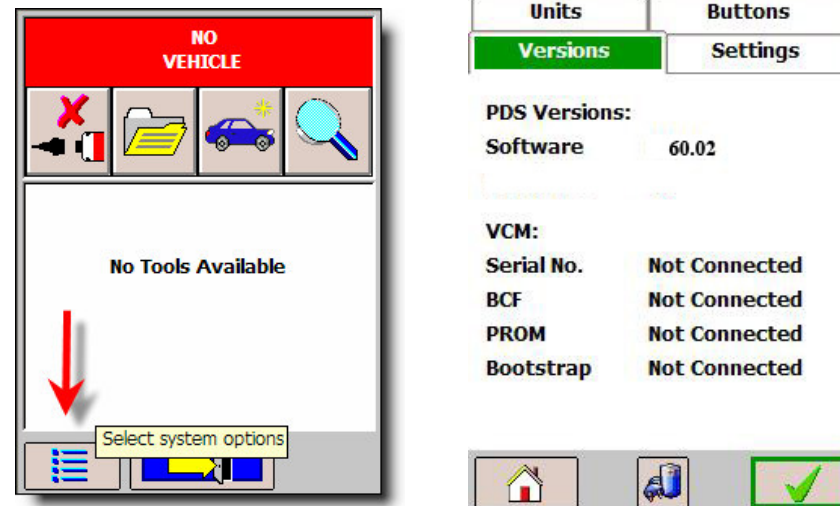 NO
VEHICLE
No Tools Available
Select system options
Units Buttons
Versions Settings
PDS Versions:
Software 60.02
VCM:
Serial No. Not Connected
BCF Not Connected
PROM Not Connected
Bootstrap Not Connected